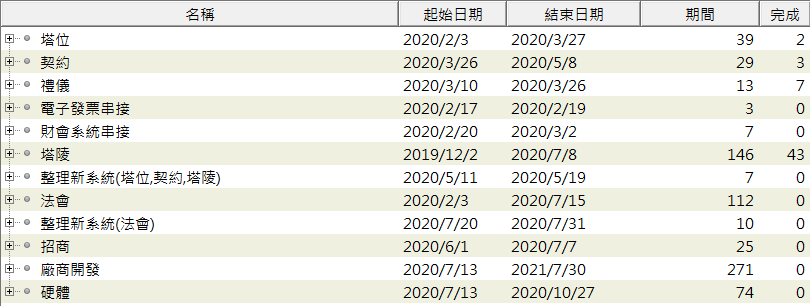 名稱 起始日期 結束日期 期間 完成
塔位 2020/2/3 2020/3/27 39 2
契約 2020/3/26 2020/5/8 29 3
禮儀 2020/3/10 2020/3/26 13 7
電子發票串接 2020/2/17 2020/2/19 3 0
財會系統串接 2020/2/20 2020/3/2 7 0
塔陵 2019/12/2 2020/7/8 146 43
整理新系統(塔位,契約,塔陵) 2020/5/11 2020/5/19 7 0
法會 2020/2/3 2020/7/15 112 0
整理新系統(法會) 2020/7/20 2020/7/31 10 0
招商 2020/6/1 2020/7/7 25 0
廠商開發 2020/7/13 2021/7/30 271 0
硬體 2020/7/13 2020/10/27 74 0